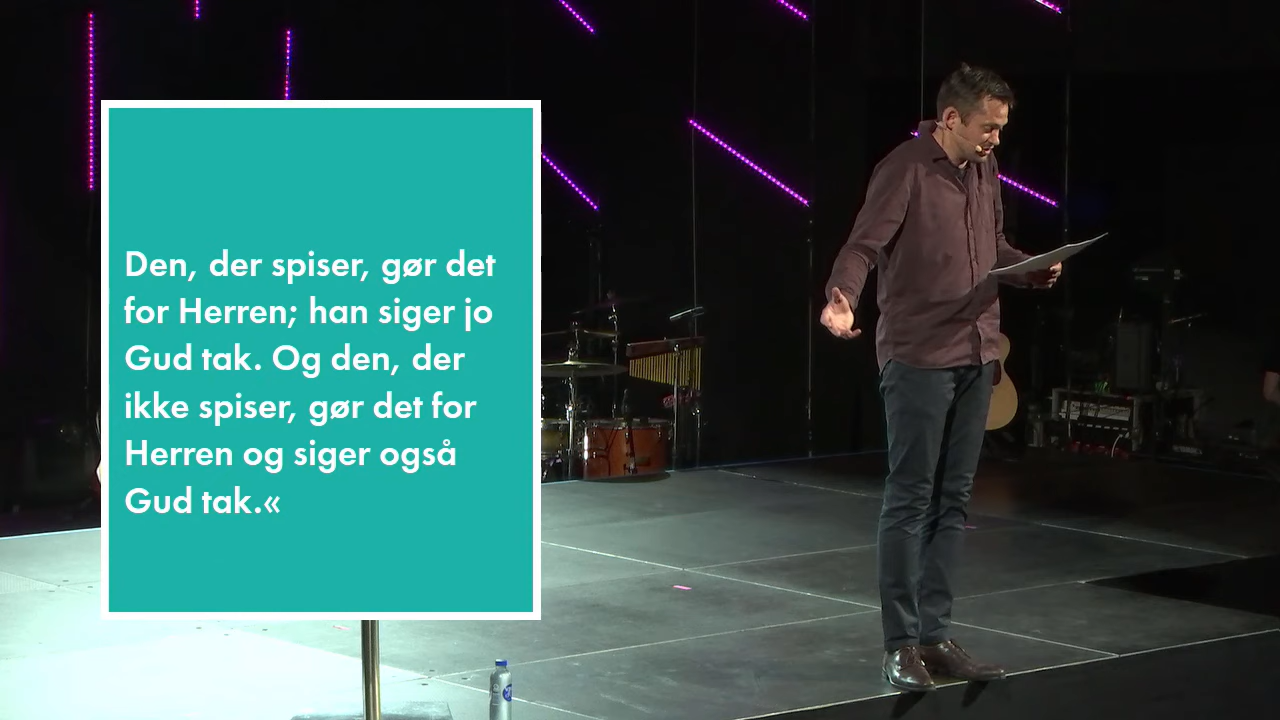 Den, der spiser, gør det
for Herren; han siger jo
Gud tak. Og den, der
ikke spiser, gør det for
Herren og siger også
Gud tak.«